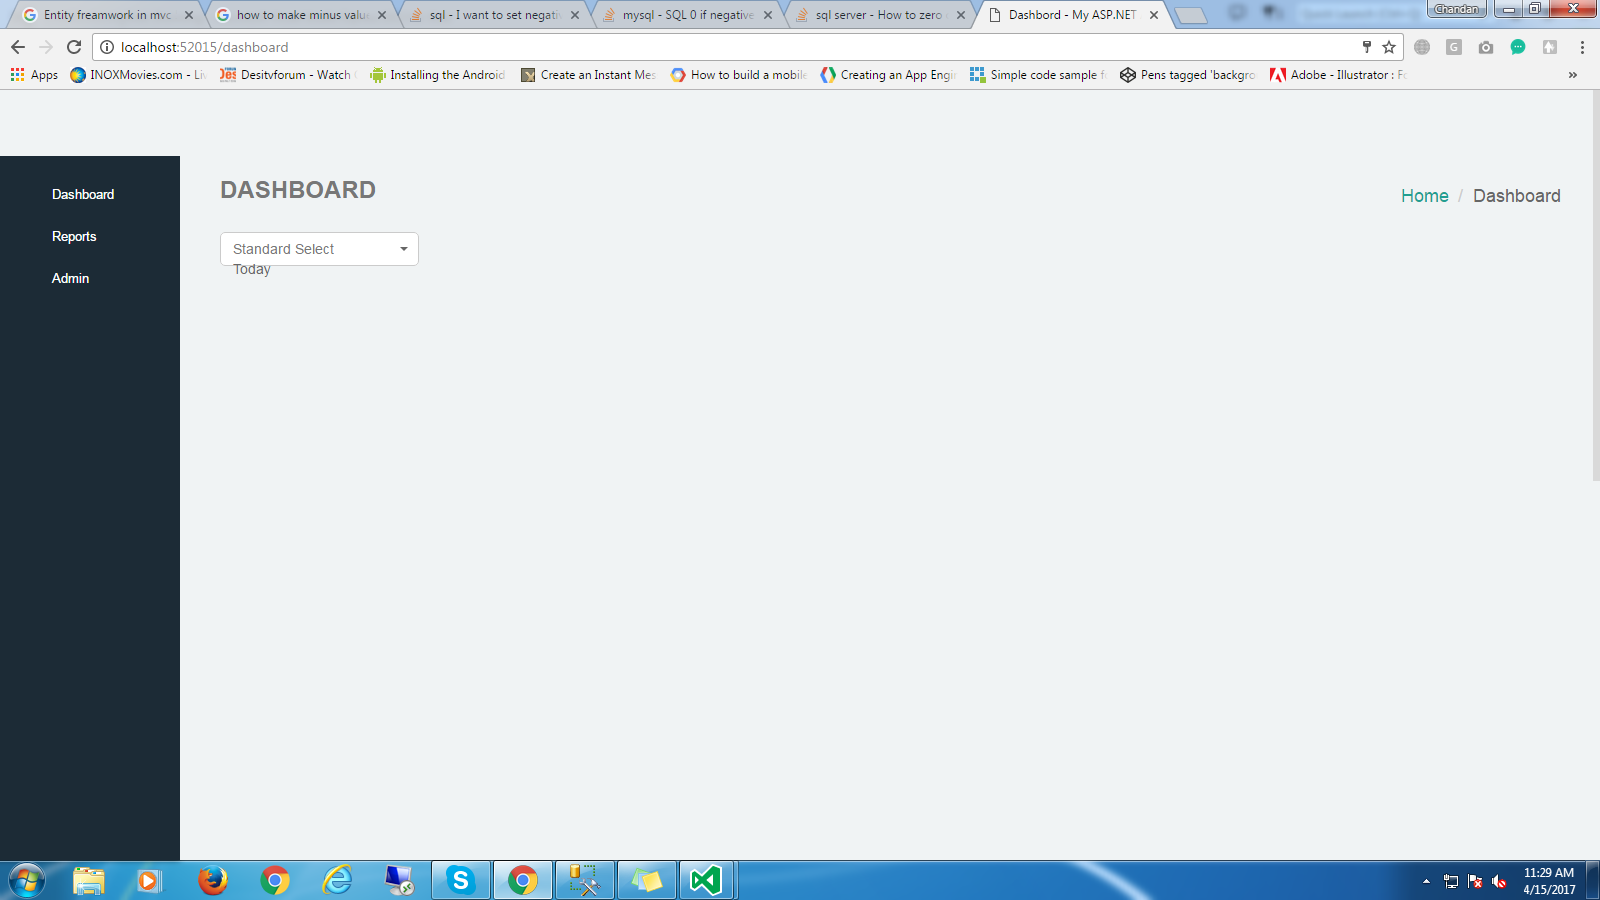 Entity freamwork in mvc
how to make minus value
sql - I want to set negativ
mysql - SQL 0 if negative
sql server - How to zero
Dashbord - My ASP.NET
Chandan
localhost:52015/dashboard
Apps
INOXMovies.com - Li
Desitvforum - Watch
Installing the Android
Create an Instant Mes
How to build a mobile
Creating an App Engi
Simple code sample f
Pens tagged 'backgro
Adobe - Illustrator : Fo
»
Dashboard
Reports
Admin
DASHBOARD
Home / Dashboard
Standard Select
Today
11:29 AM
4/15/2017